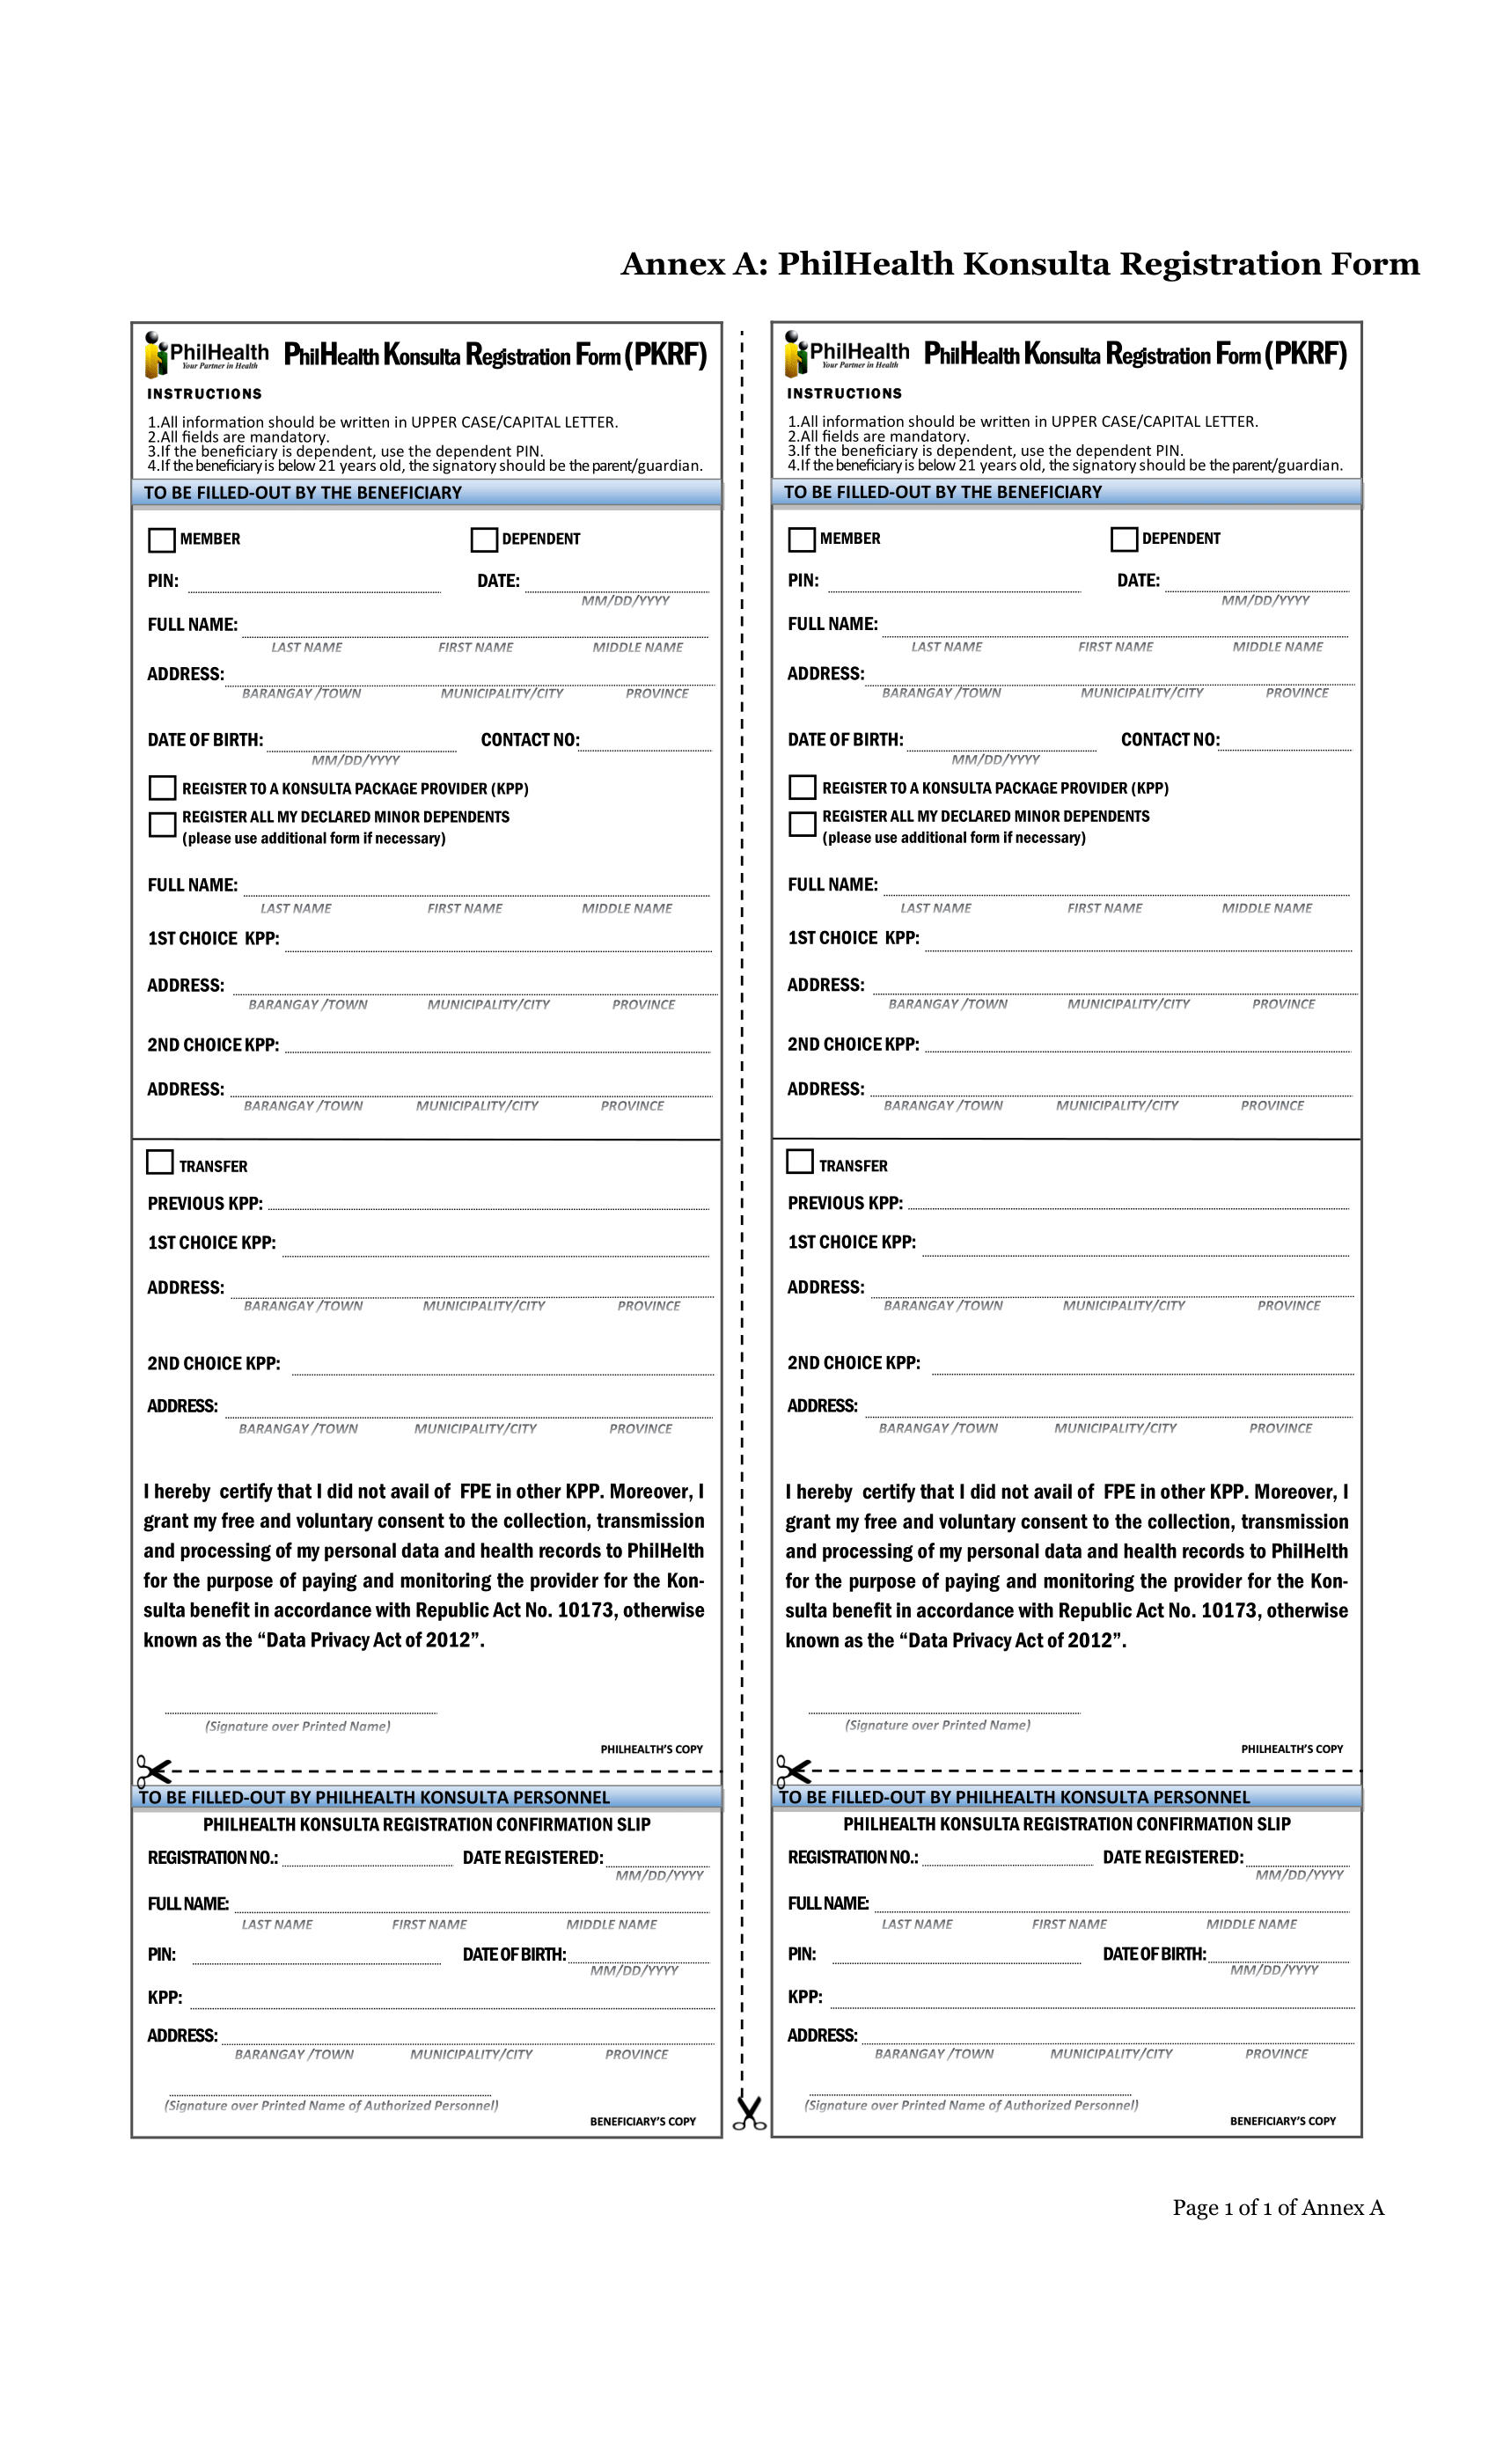 Annex A: PhilHealth Konsulta Registration Form
PhilHealth
Your Partner in Health
PhilHealth Konsulta Registration Form (PKRF)
INSTRUCTIONS
1.All information should be written in UPPER CASE/CAPITAL LETTER.
2.All fields are mandatory.
3.If the beneficiary is dependent, use the dependent PIN.
4.If the beneficiary is below 21 years old, the signatory should be the parent/guardian.
TO BE FILLED-OUT BY THE BENEFICIARY
MEMBER DEPENDENT
PIN: DATE:
MM/DD/YYYY
FULL NAME:
LAST NAME FIRST NAME MIDDLE NAME
ADDRESS:
BARANGAY /TOWN MUNICIPALITY/CITY PROVINCE
DATE OF BIRTH: CONTACT NO:
MM/DD/YYYY
REGISTER TO A KONSULTA PACKAGE PROVIDER (KPP)
REGISTER ALL MY DECLARED MINOR DEPENDENTS
(please use additional form if necessary)
FULL NAME:
LAST NAME FIRST NAME MIDDLE NAME
1ST CHOICE KPP:
ADDRESS:
BARANGAY /TOWN MUNICIPALITY/CITY PROVINCE
2ND CHOICE KPP:
ADDRESS:
BARANGAY /TOWN MUNICIPALITY/CITY PROVINCE
TRANSFER
PREVIOUS KPP:
1ST CHOICE KPP:
ADDRESS:
BARANGAY /TOWN MUNICIPALITY/CITY PROVINCE
2ND CHOICE KPP:
ADDRESS:
BARANGAY /TOWN MUNICIPALITY/CITY PROVINCE
I hereby certify that I did not avail of FPE in other KPP. Moreover, I
grant my free and voluntary consent to the collection, transmission
and processing of my personal data and health records to PhilHelth
for the purpose of paying and monitoring the provider for the Kon-
sulta benefit in accordance with Republic Act No. 10173, otherwise
known as the “Data Privacy Act of 2012”.
(Signature over Printed Name)
PHILHEALTH’S COPY
TO BE FILLED-OUT BY PHILHEALTH KONSULTA PERSONNEL
PHILHEALTH KONSULTA REGISTRATION CONFIRMATION SLIP
REGISTRATION NO.: DATE REGISTERED:
MM/DD/YYYY
FULL NAME:
LAST NAME FIRST NAME MIDDLE NAME
PIN: DATE OF BIRTH:
MM/DD/YYYY
KPP:
ADDRESS:
BARANGAY /TOWN MUNICIPALITY/CITY PROVINCE
(Signature over Printed Name of Authorized Personnel)
BENEFICIARY’S COPY
PhilHealth
Your Partner in Health
PhilHealth Konsulta Registration Form (PKRF)
INSTRUCTIONS
1.All information should be written in UPPER CASE/CAPITAL LETTER.
2.All fields are mandatory.
3.If the beneficiary is dependent, use the dependent PIN.
4.If the beneficiary is below 21 years old, the signatory should be the parent/guardian.
TO BE FILLED-OUT BY THE BENEFICIARY
MEMBER DEPENDENT
PIN: DATE:
MM/DD/YYYY
FULL NAME:
LAST NAME FIRST NAME MIDDLE NAME
ADDRESS:
BARANGAY /TOWN MUNICIPALITY/CITY PROVINCE
DATE OF BIRTH: CONTACT NO:
MM/DD/YYYY
REGISTER TO A KONSULTA PACKAGE PROVIDER (KPP)
REGISTER ALL MY DECLARED MINOR DEPENDENTS
(please use additional form if necessary)
FULL NAME:
LAST NAME FIRST NAME MIDDLE NAME
1ST CHOICE KPP:
ADDRESS:
BARANGAY /TOWN MUNICIPALITY/CITY PROVINCE
2ND CHOICE KPP:
ADDRESS:
BARANGAY /TOWN MUNICIPALITY/CITY PROVINCE
TRANSFER
PREVIOUS KPP:
1ST CHOICE KPP:
ADDRESS:
BARANGAY /TOWN MUNICIPALITY/CITY PROVINCE
2ND CHOICE KPP:
ADDRESS:
BARANGAY /TOWN MUNICIPALITY/CITY PROVINCE
I hereby certify that I did not avail of FPE in other KPP. Moreover, I
grant my free and voluntary consent to the collection, transmission
and processing of my personal data and health records to PhilHelth
for the purpose of paying and monitoring the provider for the Kon-
sulta benefit in accordance with Republic Act No. 10173, otherwise
known as the “Data Privacy Act of 2012”.
(Signature over Printed Name)
PHILHEALTH’S COPY
TO BE FILLED-OUT BY PHILHEALTH KONSULTA PERSONNEL
PHILHEALTH KONSULTA REGISTRATION CONFIRMATION SLIP
REGISTRATION NO.: DATE REGISTERED:
MM/DD/YYYY
FULL NAME:
LAST NAME FIRST NAME MIDDLE NAME
PIN: DATE OF BIRTH:
MM/DD/YYYY
KPP:
ADDRESS:
BARANGAY /TOWN MUNICIPALITY/CITY PROVINCE
(Signature over Printed Name of Authorized Personnel)
BENEFICIARY’S COPY
Page 1 of 1 of Annex A